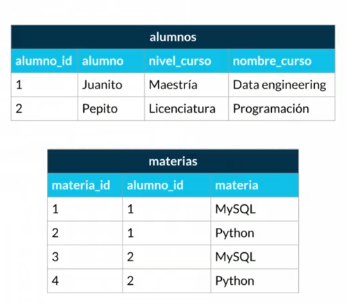 alumnos
alumno_id alumno nivel_curso nombre_curso
1 Juanito Maestría Data engineering
2 Pepito Licenciatura Programación
materias
materia_id alumno_id materia
1 1 MySQL
2 1 Python
3 2 MySQL
4 2 Python